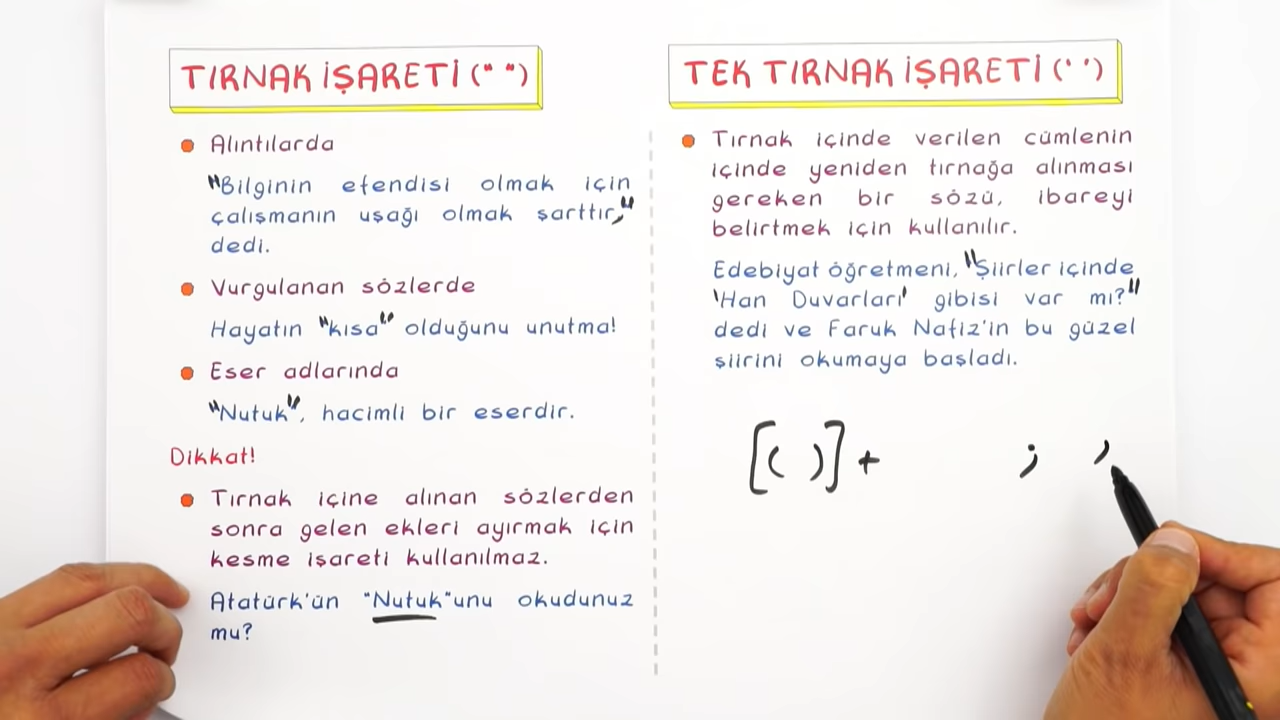 TIRNAK İŞARETİ (" ")
• Alıntılarda
"Bilginin efendisi olmak için
çalışmanın uşağı olmak şarttır,"
dedi.
• Vurgulanan sözlerde
Hayatın "kısa" olduğunu unutma!
• Eser adlarında
"Nutuk", hacimli bir eserdir.
Dikkat!
• Tırnak içine alınan sözlerden
sonra gelen ekleri ayırmak için
kesme işareti kullanılmaz.
Atatürk'ün "Nutuk"unu okudunuz
mu?
TEK TIRNAK İŞARETİ (' ')
• Tırnak içinde verilen cümlenin
içinde yeniden tırnağa alınması
gereken bir sözü, ibareyi
belirtmek için kullanılır.
Edebiyat öğretmeni, "Şiirler içinde
'Han Duvarları' gibisi var mı?"
dedi ve Faruk Nafiz'in bu güzel
şiirini okumaya başladı.
[( )] + ; ,